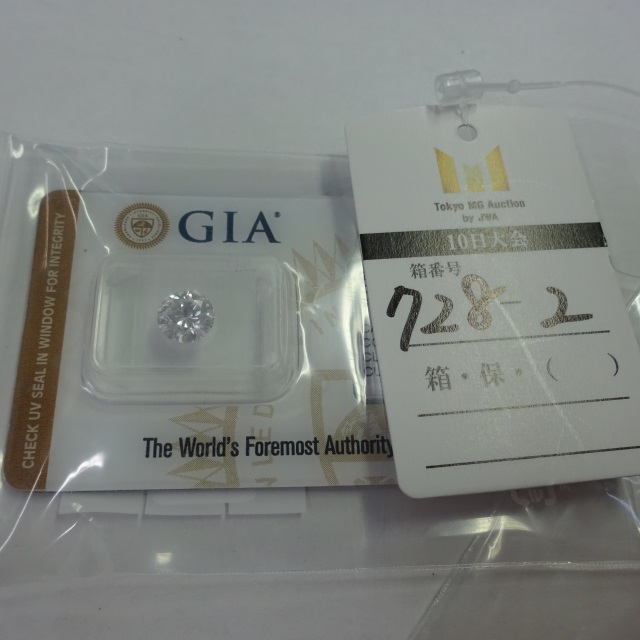 CHECK UV SEAL IN WINDOW FOR INTEGRITY
GIA®
The World's Foremost Authority
Tokyo MG Auction
by JWA
10日大会
箱番号
728-2
箱・保・( )